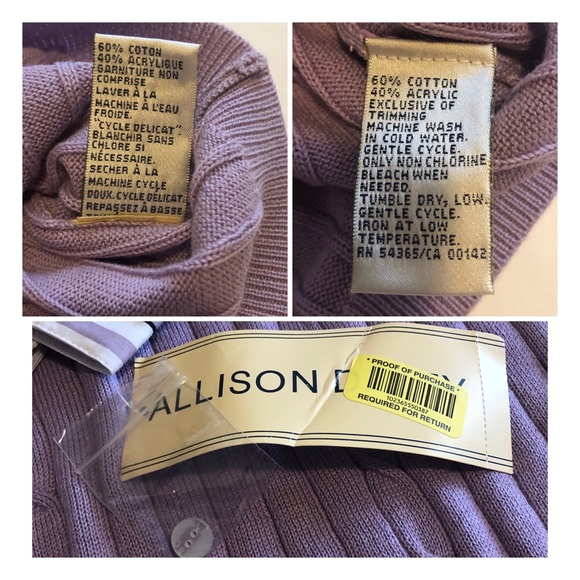 60% COTON
40% ACRYLIQUE
GARNITURE NON
COMPRISE
LAVER À LA
MACHINE À L'EAU
FROIDE.
"CYCLE DELICAT".
BLANCHIR SANS
CHLORE SI
NÉCESSAIRE.
SECHER À LA
MACHINE CYCLE
DOUX. CYCLE DELICAT.
REPASSEZ À BASSE
60% COTTON
40% ACRYLIC
EXCLUSIVE OF
TRIMMING
MACHINE WASH
IN COLD WATER.
GENTLE CYCLE.
ONLY NON CHLORINE
BLEACH WHEN
NEEDED.
TUMBLE DRY, LOW.
GENTLE CYCLE.
IRON AT LOW
TEMPERATURE.
RN 54365/CA 00142
ALLISON D
* PROOF OF PURCHASE *
102365550387
REQUIRED FOR RETURN